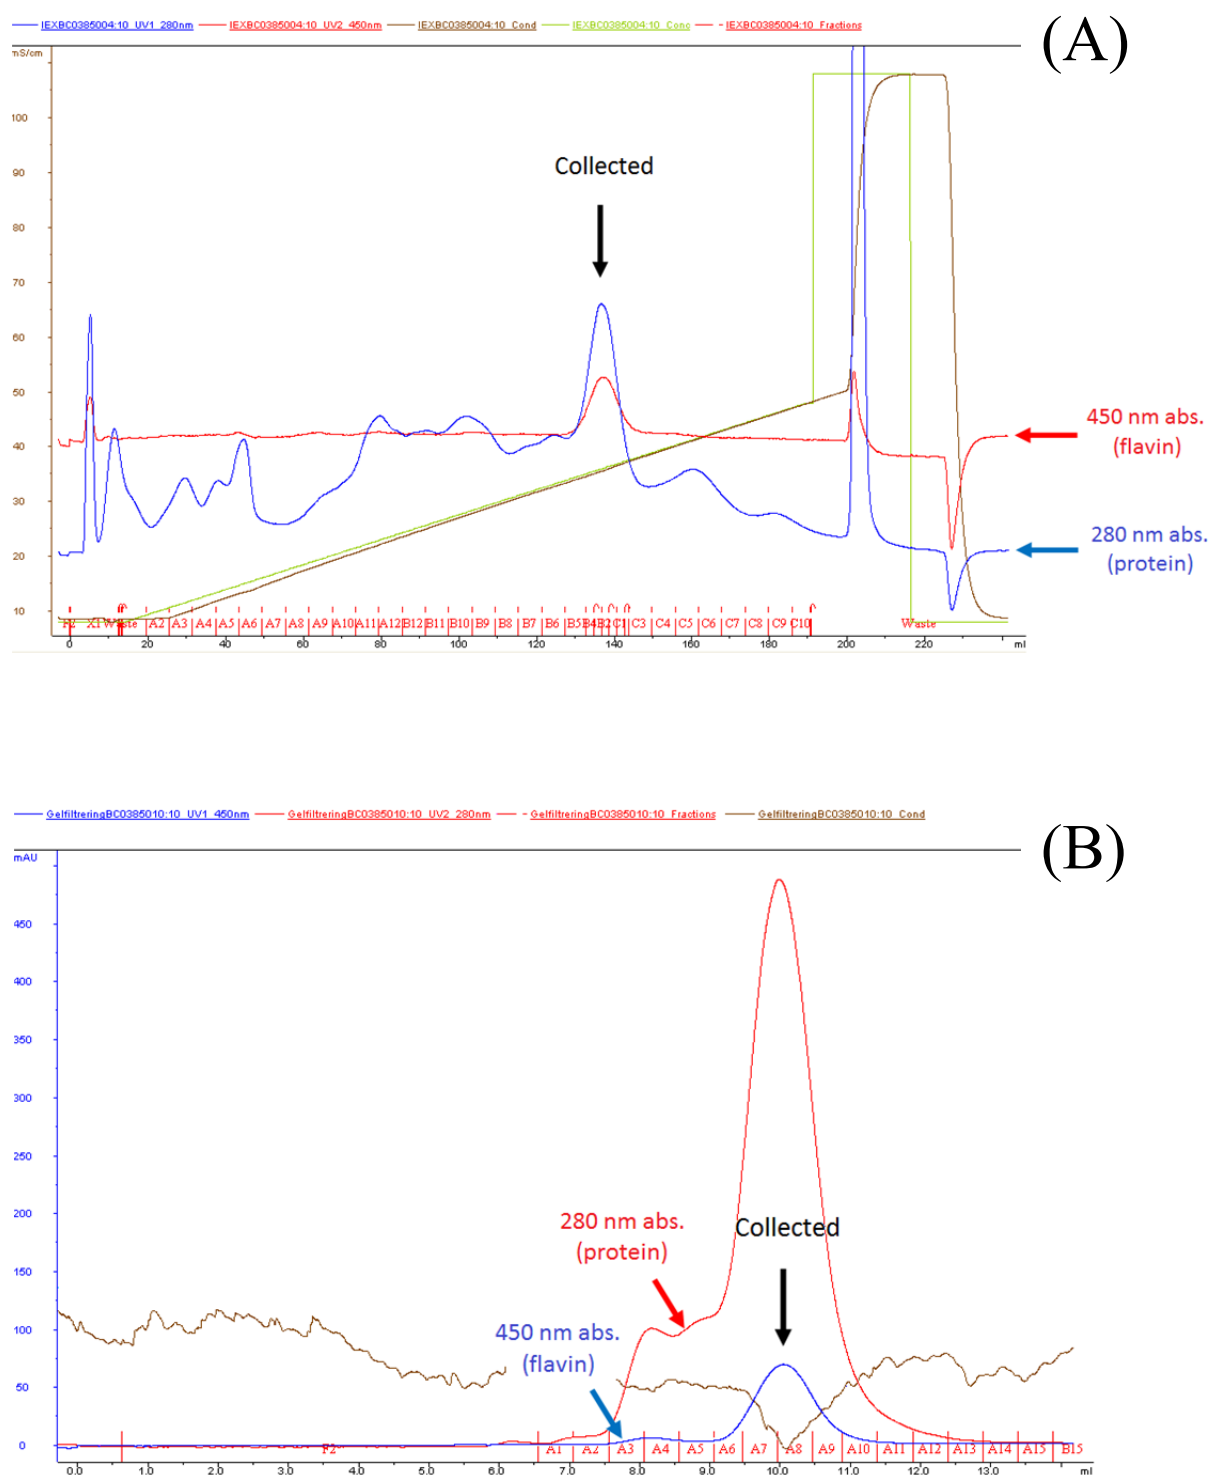 IEXBC0385004:10_UV1_280nm IEXBC0385004:10_UV2_450nm IEXBC0385004:10_Cond IEXBC0385004:10_Conc IEXBC0385004:10_Fractions
(A)
mS/cm
100
90
80
70
60
50
40
30
20
10
Collected
450 nm abs.
(flavin)
280 nm abs.
(protein)
F2 X1 Waste A2 A3 A4 A5 A6 A7 A8 A9 A10 A11 A12 B12 B11 B10 B9 B8 B7 B6 B5 B4 B2 C1 C3 C4 C5 C6 C7 C8 C9 C10 Waste
0 20 40 60 80 100 120 140 160 180 200 220 ml
GelfiltreringBC0385010:10_UV1_450nm GelfiltreringBC0385010:10_UV2_280nm GelfiltreringBC0385010:10_Fractions GelfiltreringBC0385010:10_Cond
(B)
mAU
450
400
350
300
250
200
150
100
50
0
280 nm abs.
(protein)
Collected
450 nm abs.
(flavin)
F2 A1 A2 A3 A4 A5 A6 A7 A8 A9 A10 A11 A12 A13 A14 A15 B15
0.0 1.0 2.0 3.0 4.0 5.0 6.0 7.0 8.0 9.0 10.0 11.0 12.0 13.0 ml